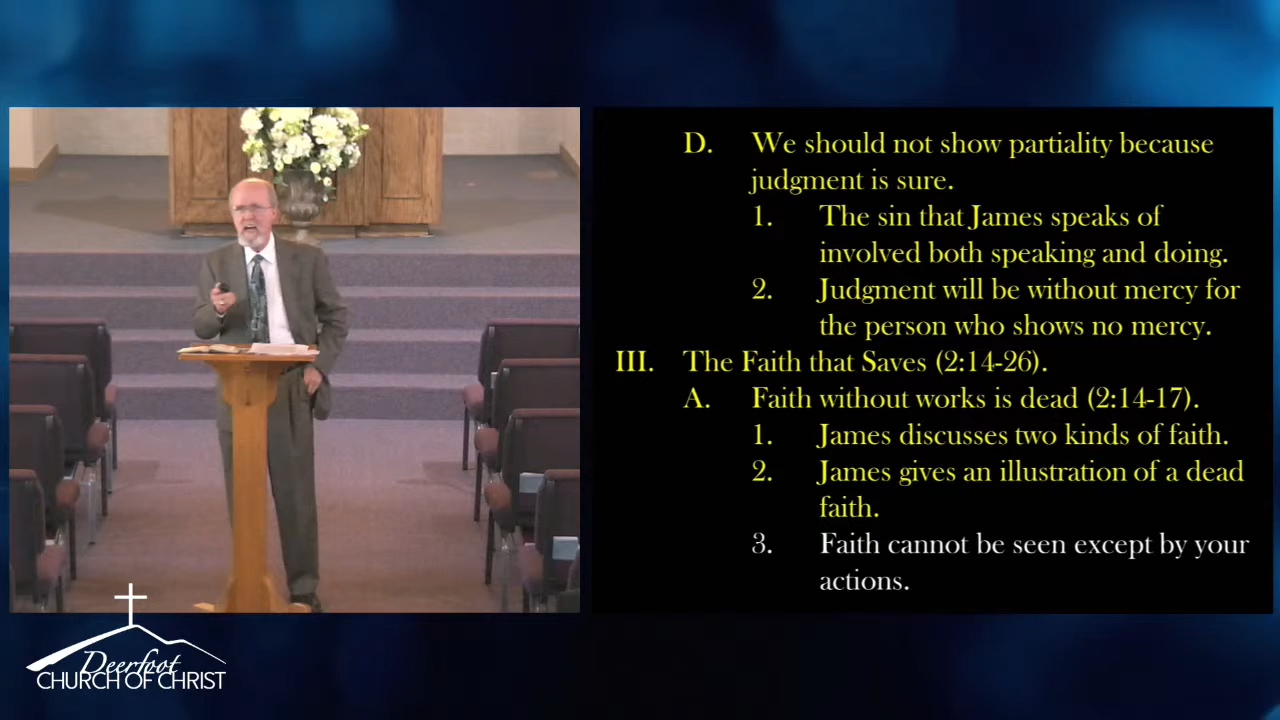 D. We should not show partiality because
judgment is sure.
1. The sin that James speaks of
involved both speaking and doing.
2. Judgment will be without mercy for
the person who shows no mercy.
III. The Faith that Saves (2:14-26).
A. Faith without works is dead (2:14-17).
1. James discusses two kinds of faith.
2. James gives an illustration of a dead
faith.
3. Faith cannot be seen except by your
actions.
Deerfoot
CHURCH OF CHRIST